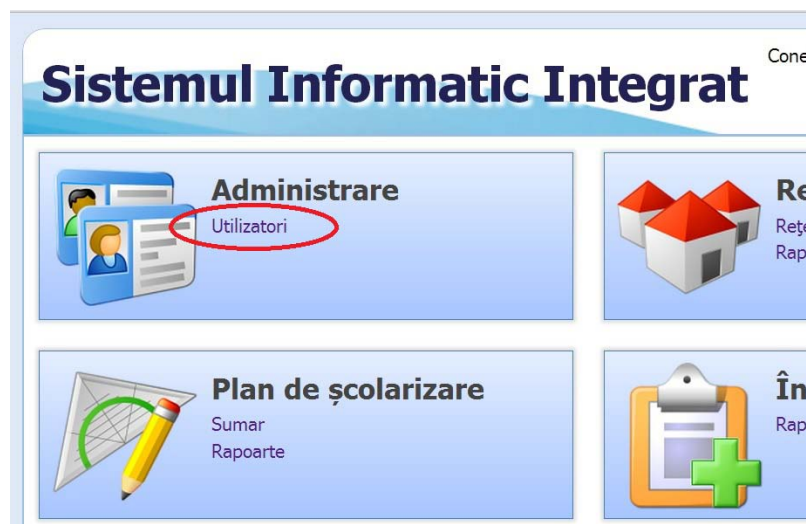 Sistemul Informatic Integrat
Administrare
Utilizatori
Plan de școlarizare
Sumar
Rapoarte